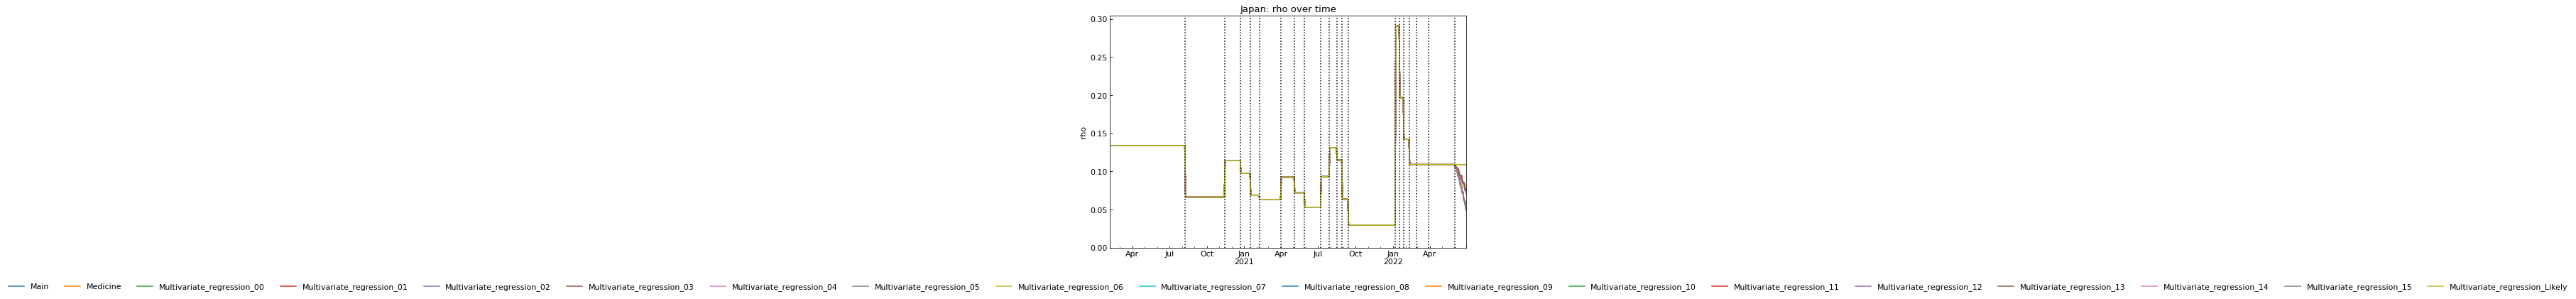 Japan: rho over time
0.30
0.25
0.20
0.15
0.10
0.05
0.00
rho
Apr Jul Oct Jan Apr Jul Oct Jan Apr
2021 2022
Main Medicine Multivariate_regression_00 Multivariate_regression_01 Multivariate_regression_02 Multivariate_regression_03 Multivariate_regression_04 Multivariate_regression_05 Multivariate_regression_06 Multivariate_regression_07 Multivariate_regression_08 Multivariate_regression_09 Multivariate_regression_10 Multivariate_regression_11 Multivariate_regression_12 Multivariate_regression_13 Multivariate_regression_14 Multivariate_regression_15 Multivariate_regression_Likely